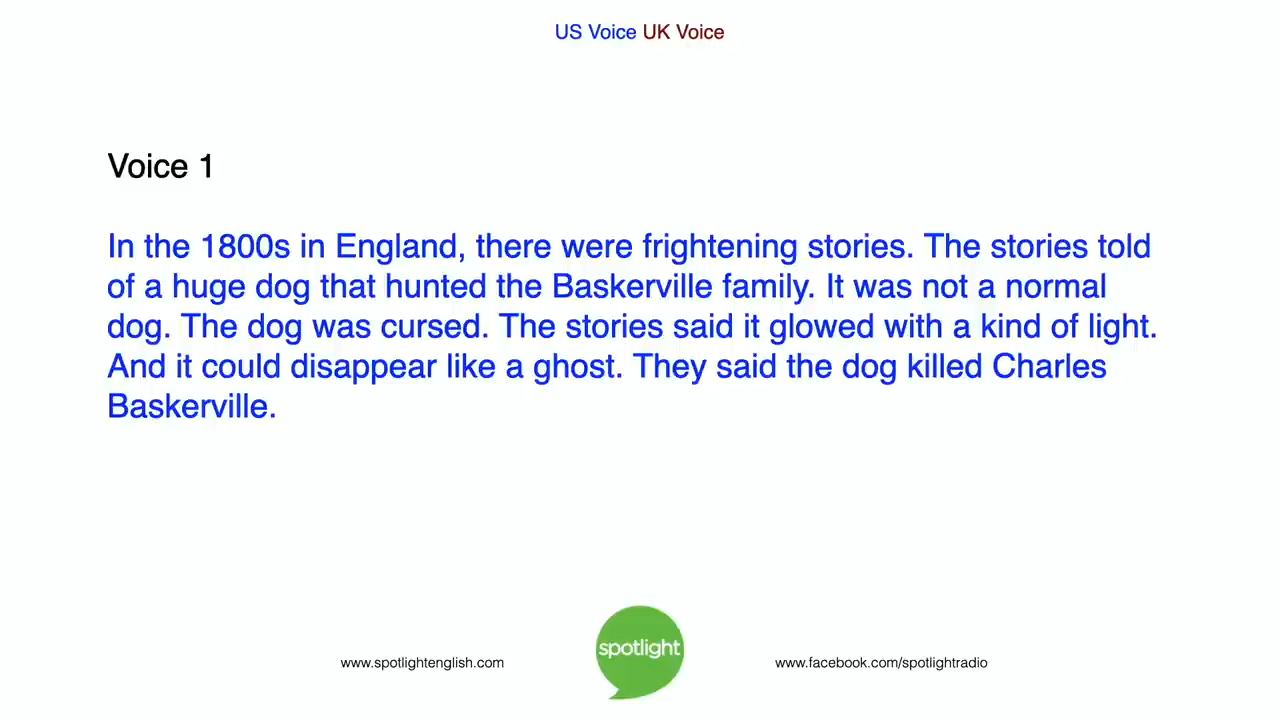 US Voice UK Voice
Voice 1
In the 1800s in England, there were frightening stories. The stories told
of a huge dog that hunted the Baskerville family. It was not a normal
dog. The dog was cursed. The stories said it glowed with a kind of light.
And it could disappear like a ghost. They said the dog killed Charles
Baskerville.
spotlight
www.spotlightenglish.com
www.facebook.com/spotlightradio